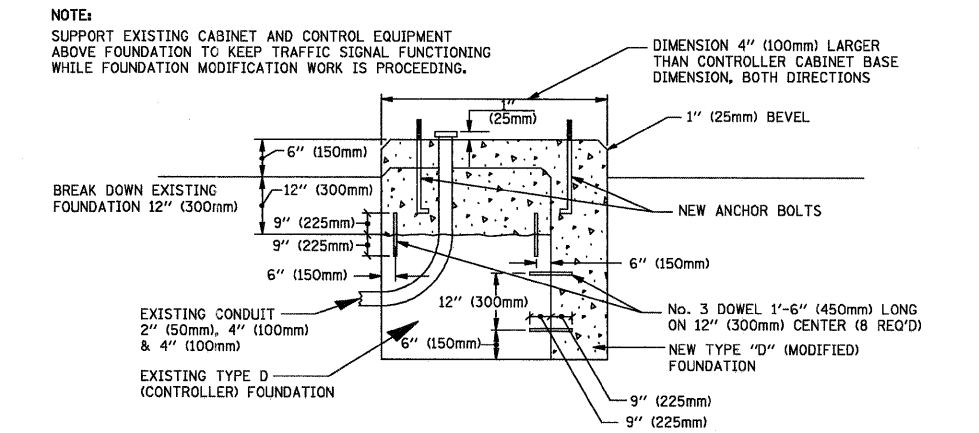 NOTE:
SUPPORT EXISTING CABINET AND CONTROL EQUIPMENT
ABOVE FOUNDATION TO KEEP TRAFFIC SIGNAL FUNCTIONING
WHILE FOUNDATION MODIFICATION WORK IS PROCEEDING.
DIMENSION 4" (100mm) LARGER
THAN CONTROLLER CABINET BASE
DIMENSION, BOTH DIRECTIONS
1"
(25mm)
1" (25mm) BEVEL
6" (150mm)
BREAK DOWN EXISTING
FOUNDATION 12" (300mm)
12" (300mm)
NEW ANCHOR BOLTS
9" (225mm)
9" (225mm)
6" (150mm)
6" (150mm)
12" (300mm)
EXISTING CONDUIT
2" (50mm), 4" (100mm)
& 4" (100mm)
No. 3 DOWEL 1'-6" (450mm) LONG
ON 12" (300mm) CENTER (8 REQ'D)
6" (150mm)
NEW TYPE "D" (MODIFIED)
FOUNDATION
EXISTING TYPE D
(CONTROLLER) FOUNDATION
9" (225mm)
9" (225mm)